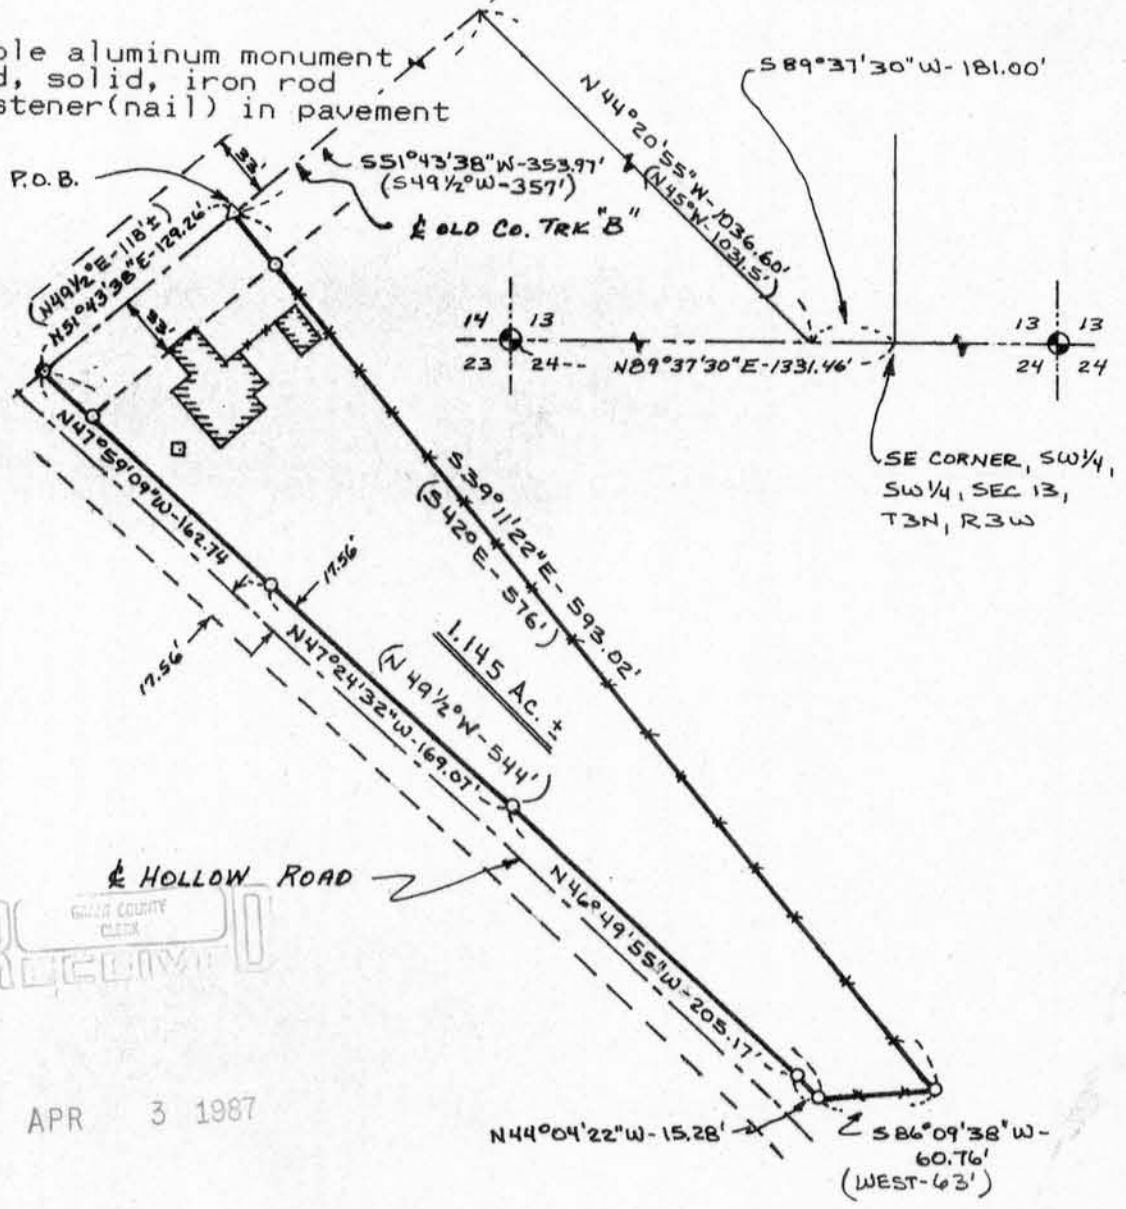 ple aluminum monument
d, solid, iron rod
stener(nail) in pavement
P.O.B.
33'
S51°43'38"W-353.97'
(S49½°W-357')
℄ OLD CO. TRK "B"
N44°20'55"W-1036.60'
(N45°W-1031.5')
S89°37'30"W-181.00'
(N49½°E-118'±)
N51°43'38"E-129.26'
33'
14 13
23 24
N89°37'30"E-1331.46'
13 13
24 24
SE CORNER, SW¼,
SW¼, SEC 13,
T3N, R3W
N47°59'09"W-162.74
17.56'
17.56'
S39°11'22"E-593.02'
(S42°E-576')
1.145 Ac. ±
N47°24'32"W-169.07'
(N49½°W-544')
℄ HOLLOW ROAD
N46°49'55"W-205.17'
COUNTY
CLERK
APR 3 1987
N44°04'22"W-15.28'
S86°09'38"W-
60.76'
(WEST-63')